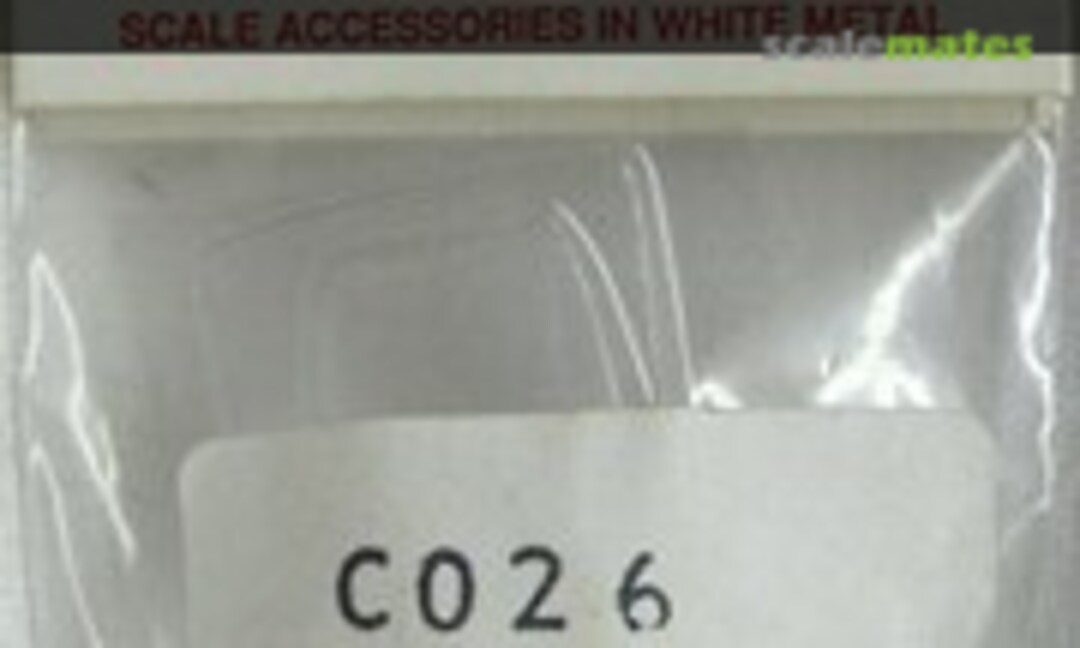 SCALE ACCESSORIES IN WHITE METAL
scalemates
C026